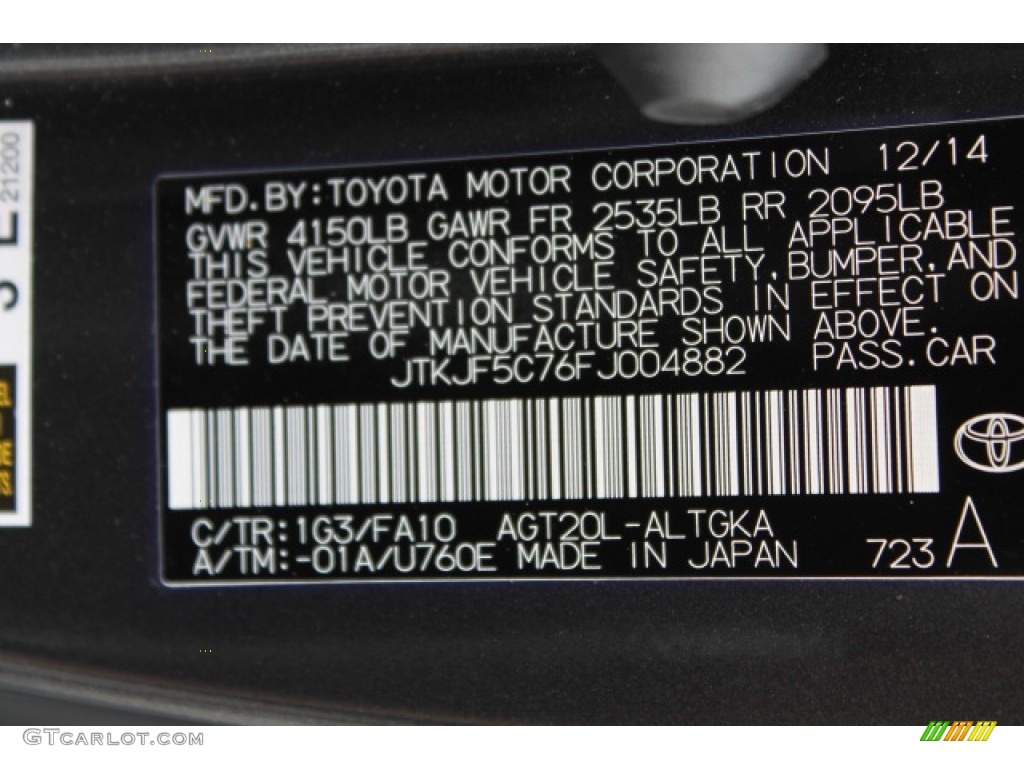 MFD.BY:TOYOTA MOTOR CORPORATION 12/14
GVWR 4150LB GAWR FR 2535LB RR 2095LB
THIS VEHICLE CONFORMS TO ALL APPLICABLE
FEDERAL MOTOR VEHICLE SAFETY,BUMPER,AND
THEFT PREVENTION STANDARDS IN EFFECT ON
THE DATE OF MANUFACTURE SHOWN ABOVE.
JTKJF5C76FJ004882 PASS.CAR
C/TR:1G3/FA10 AGT20L-ALTGKA
A/TM:-01A/U760E MADE IN JAPAN 723 A
21200
GTCARLOT.COM